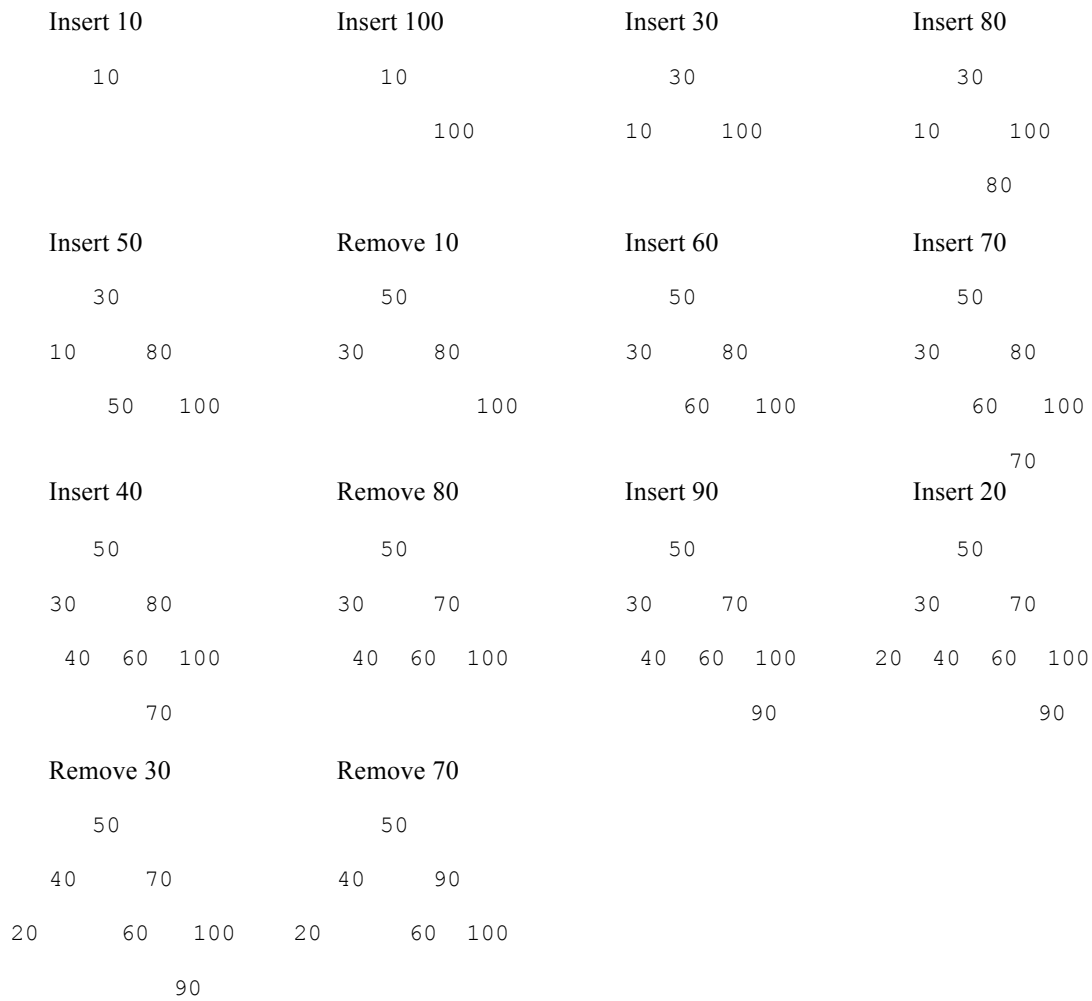 Insert 10 Insert 100 Insert 30 Insert 80
10 10 30 30
100 10 100 10 100
80
Insert 50 Remove 10 Insert 60 Insert 70
30 50 50 50
10 80 30 80 30 80 30 80
50 100 100 60 100 60 100
70
Insert 40 Remove 80 Insert 90 Insert 20
50 50 50 50
30 80 30 70 30 70 30 70
40 60 100 40 60 100 40 60 100 20 40 60 100
70 90 90
Remove 30 Remove 70
50 50
40 70 40 90
20 60 100 20 60 100
90